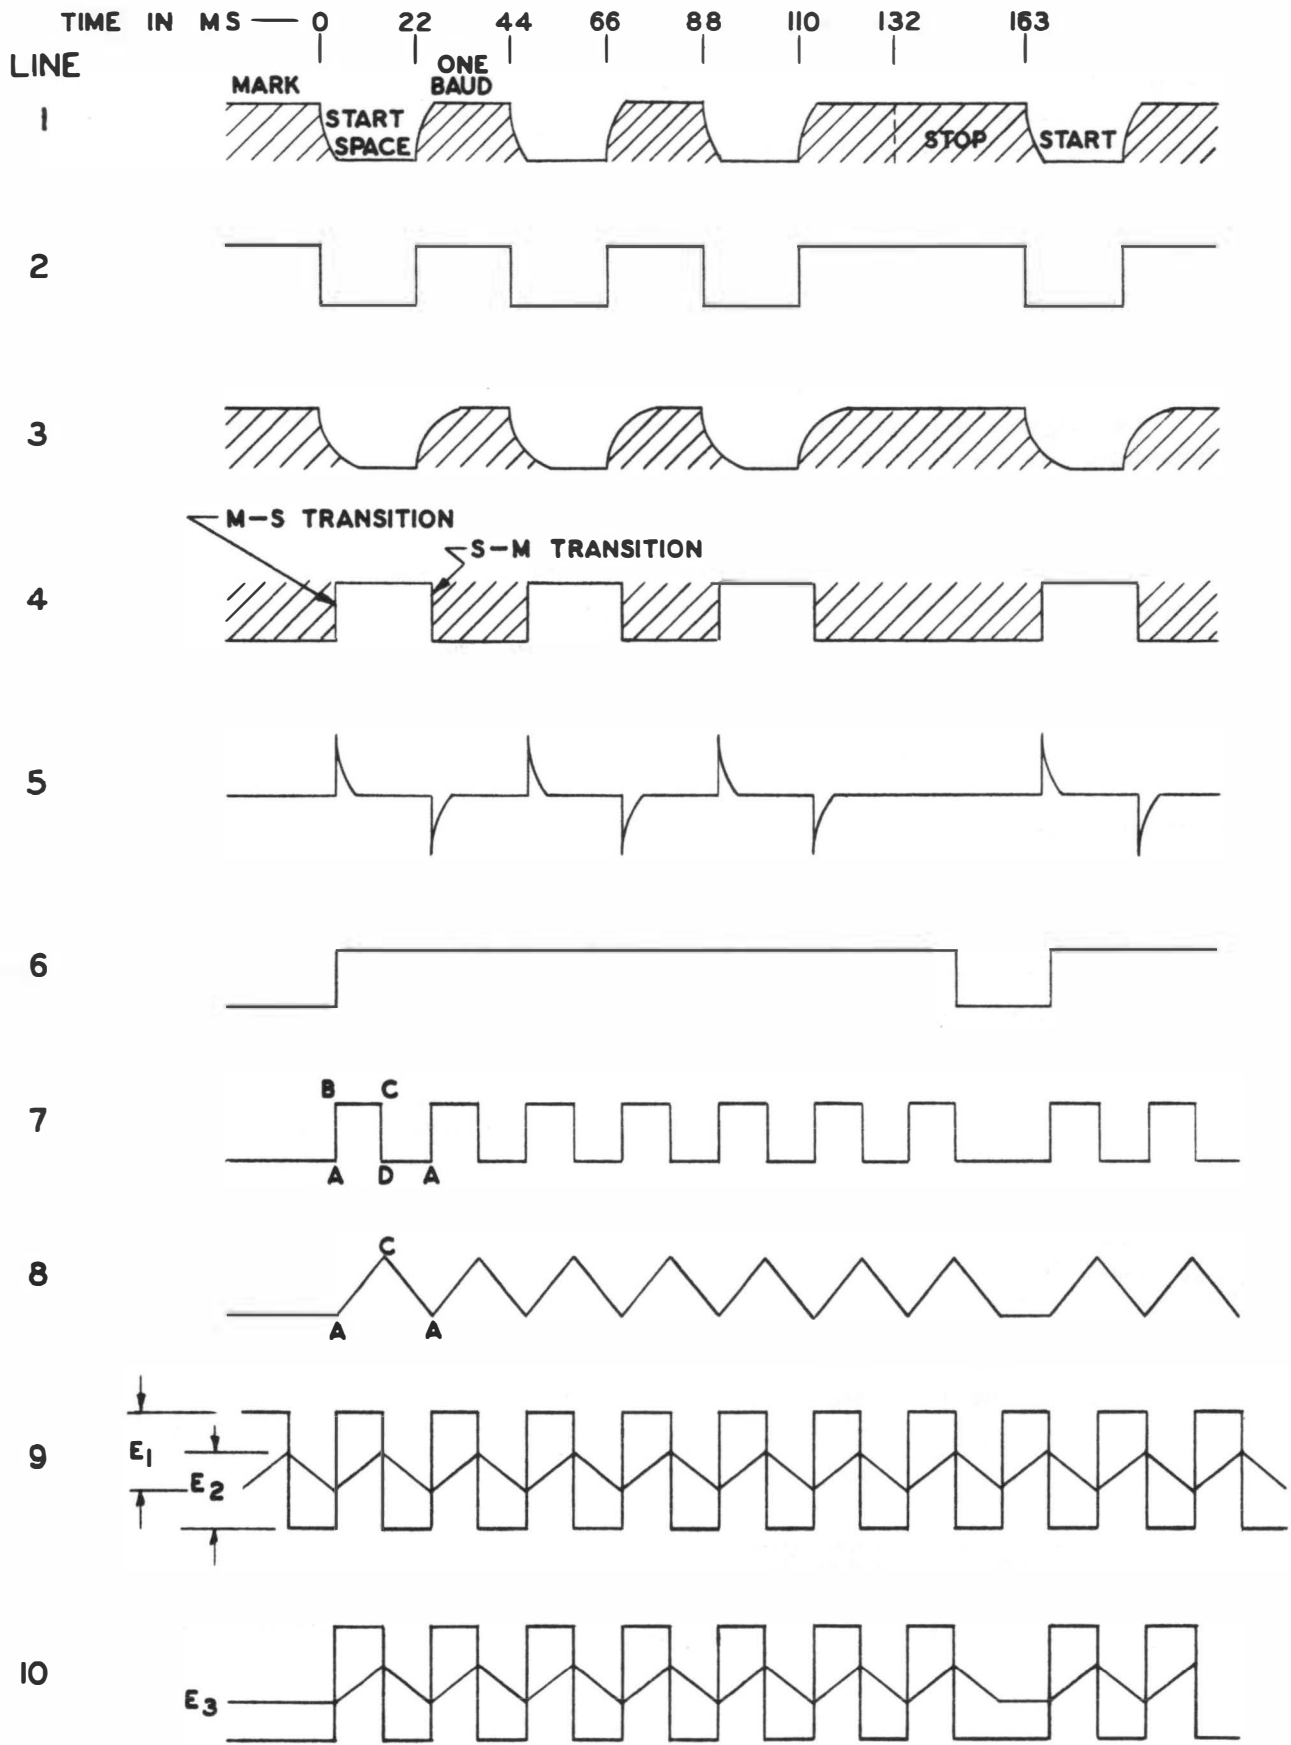 TIME IN MS — 0 22 44 66 88 110 132 163
LINE
MARK
ONE
BAUD
1
START
SPACE
STOP
START
2
3
M-S TRANSITION
S-M TRANSITION
4
5
6
B C
7
A D A
C
8
A A
9
E1
E2
10
E3